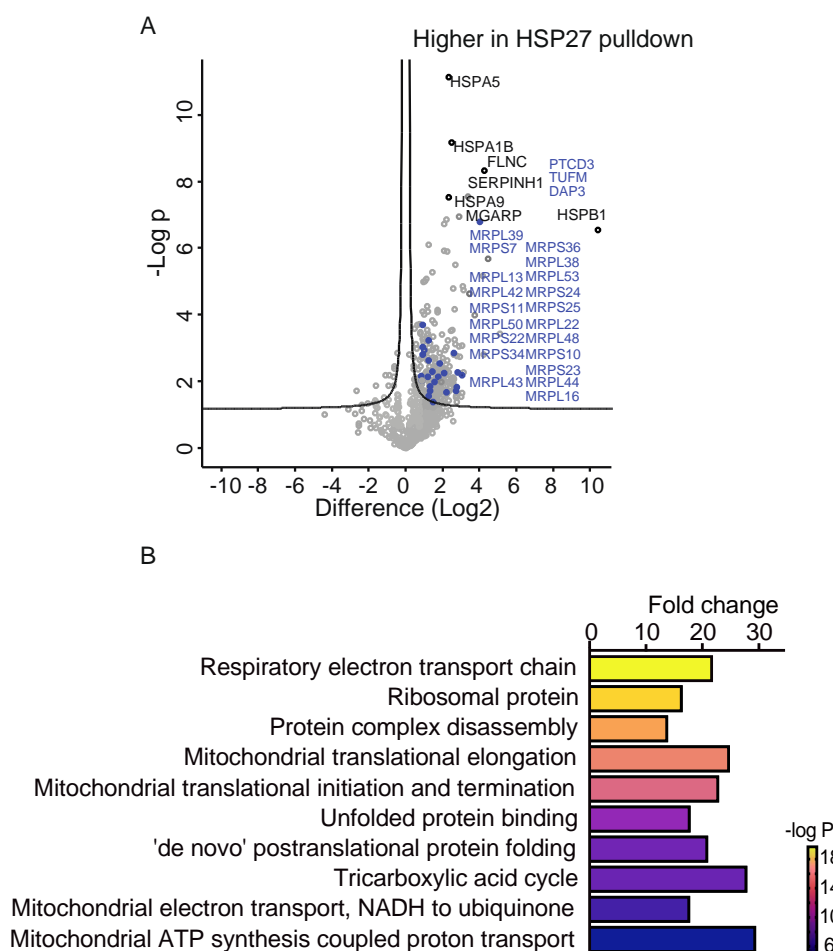 A
Higher in HSP27 pulldown
HSPA5
HSPA1B
FLNC
PTCD3
SERPINH1
TUFM
DAP3
HSPA9
MGARP
HSPB1
MRPL39
MRPS7
MRPS36
MRPL38
MRPL13
MRPL53
MRPL42
MRPS24
MRPS11
MRPS25
MRPL50
MRPL22
MRPS22
MRPL48
MRPS34
MRPS10
MRPS23
MRPL43
MRPL44
MRPL16
-Log p
10
8
6
4
2
0
-10 -8 -6 -4 -2 0 2 4 6 8 10
Difference (Log2)
B
Fold change
0 10 20 30
Respiratory electron transport chain
Ribosomal protein
Protein complex disassembly
Mitochondrial translational elongation
Mitochondrial translational initiation and termination
Unfolded protein binding
'de novo' postranslational protein folding
Tricarboxylic acid cycle
Mitochondrial electron transport, NADH to ubiquinone
Mitochondrial ATP synthesis coupled proton transport
-log P
18
14
10
6